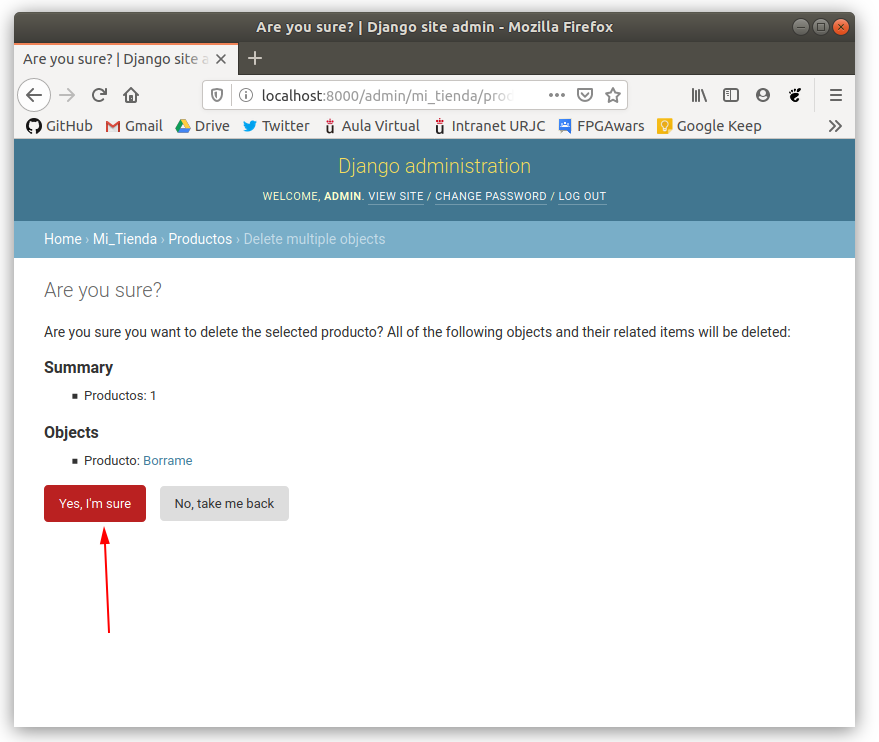 Are you sure? | Django site admin - Mozilla Firefox
Are you sure? | Django site a
localhost:8000/admin/mi_tienda/proc
GitHub Gmail Drive Twitter Aula Virtual Intranet URJC FPGAwars Google Keep
Django administration
WELCOME, ADMIN. VIEW SITE / CHANGE PASSWORD / LOG OUT
Home › Mi_Tienda › Productos › Delete multiple objects
Are you sure?
Are you sure you want to delete the selected producto? All of the following objects and their related items will be deleted:
Summary
Productos: 1
Objects
Producto: Borrame
Yes, I'm sure No, take me back